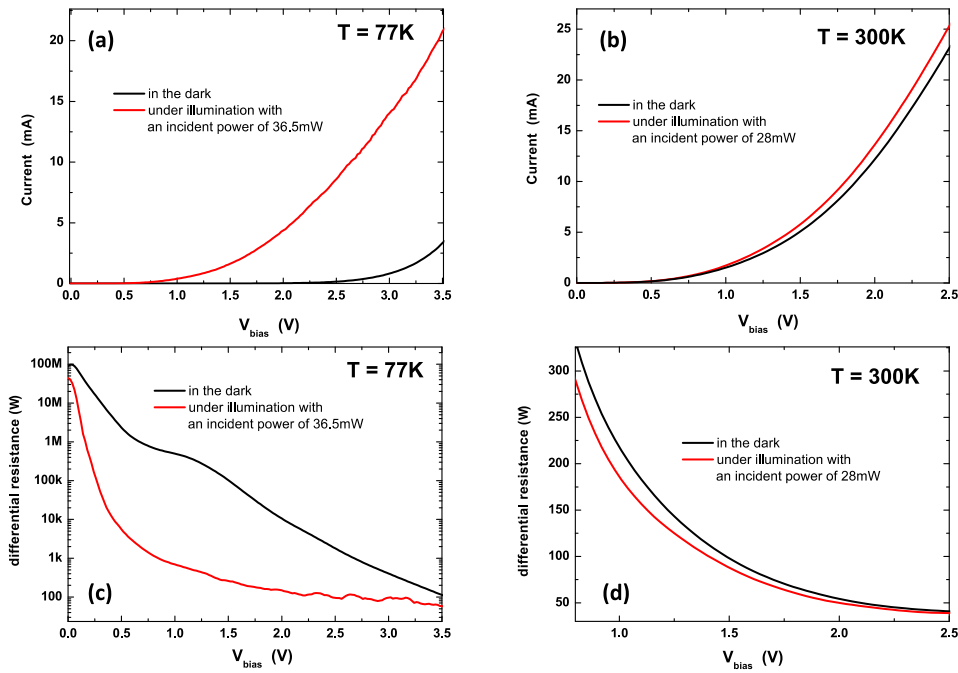 (a)
T = 77K
in the dark
under illumination with
an incident power of 36.5mW
Current (mA)
20
15
10
5
0
0.0 0.5 1.0 1.5 2.0 2.5 3.0 3.5
V_bias (V)
(b)
T = 300K
in the dark
under illumination with
an incident power of 28mW
Current (mA)
25
20
15
10
5
0
0.0 0.5 1.0 1.5 2.0 2.5
V_bias (V)
T = 77K
in the dark
under illumination with
an incident power of 36.5mW
differential resistance (W)
100M
10M
1M
100k
10k
1k
100
(c)
0.0 0.5 1.0 1.5 2.0 2.5 3.0 3.5
V_bias (V)
T = 300K
in the dark
under illumination with
an incident power of 28mW
differential resistance (W)
300
250
200
150
100
50
(d)
1.0 1.5 2.0 2.5
V_bias (V)